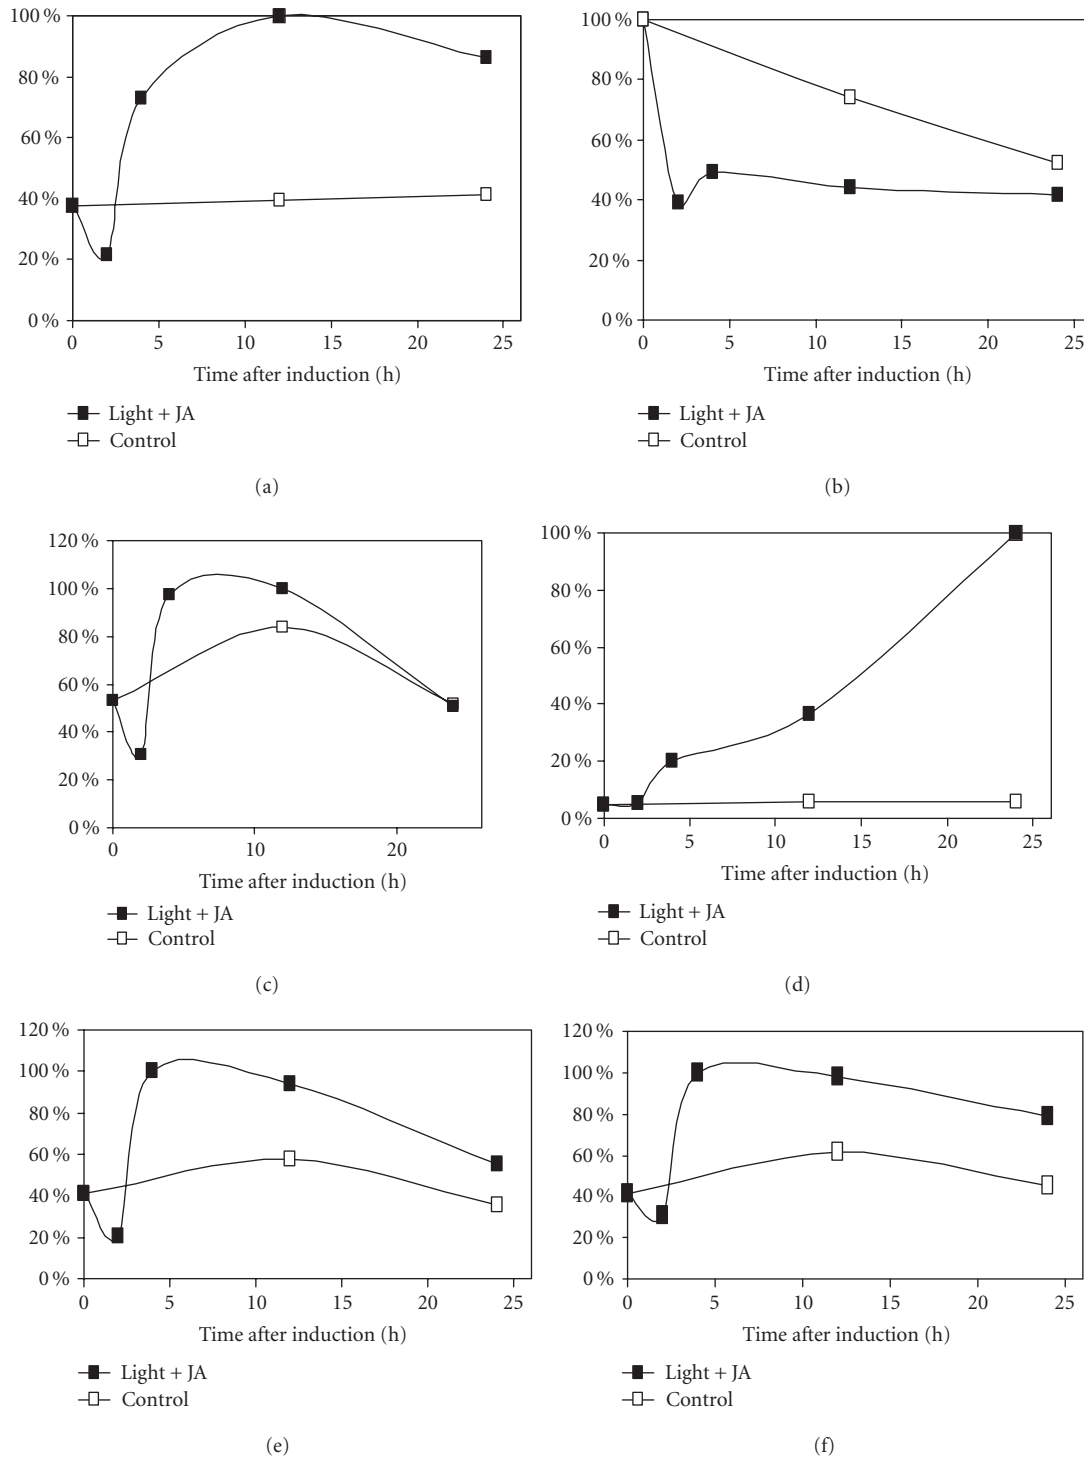 100 %
80 %
60 %
40 %
20 %
0 %
0 5 10 15 20 25
Time after induction (h)
Light + JA
Control
(a)
100 %
80 %
60 %
40 %
20 %
0 %
0 5 10 15 20 25
Time after induction (h)
Light + JA
Control
(b)
120 %
100 %
80 %
60 %
40 %
20 %
0 %
0 10 20
Time after induction (h)
Light + JA
Control
(c)
100 %
80 %
60 %
40 %
20 %
0 %
0 5 10 15 20 25
Time after induction (h)
Light + JA
Control
(d)
120 %
100 %
80 %
60 %
40 %
20 %
0 %
0 5 10 15 20 25
Time after induction (h)
Light + JA
Control
(e)
120 %
100 %
80 %
60 %
40 %
20 %
0 %
0 5 10 15 20 25
Time after induction (h)
Light + JA
Control
(f)